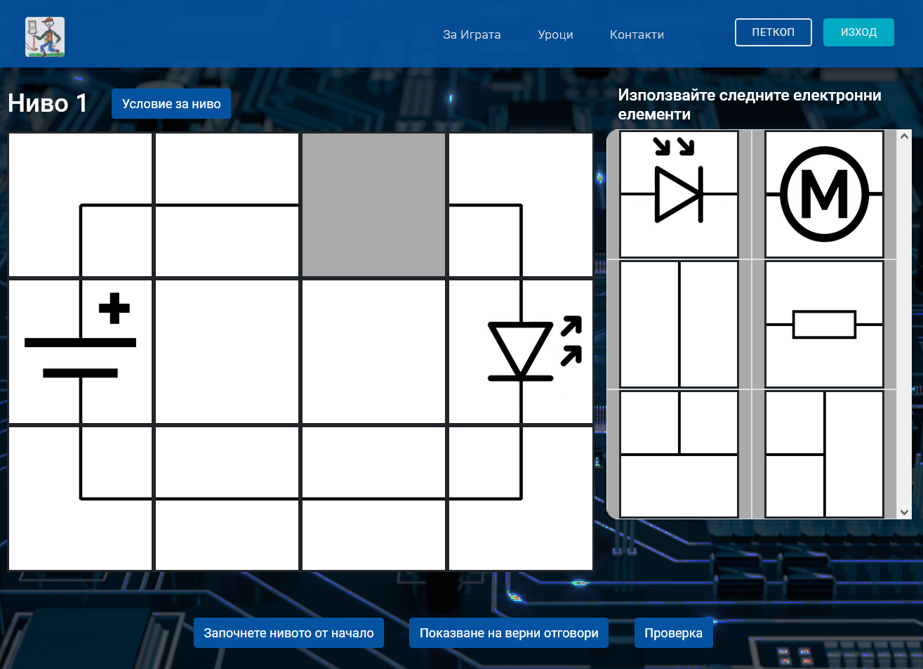 За Играта
Уроци
Контакти
ПЕТКОП
ИЗХОД
Ниво 1
Условие за ниво
Използвайте следните електронни
елементи
M
Започнете нивото от начало
Показване на верни отговори
Проверка